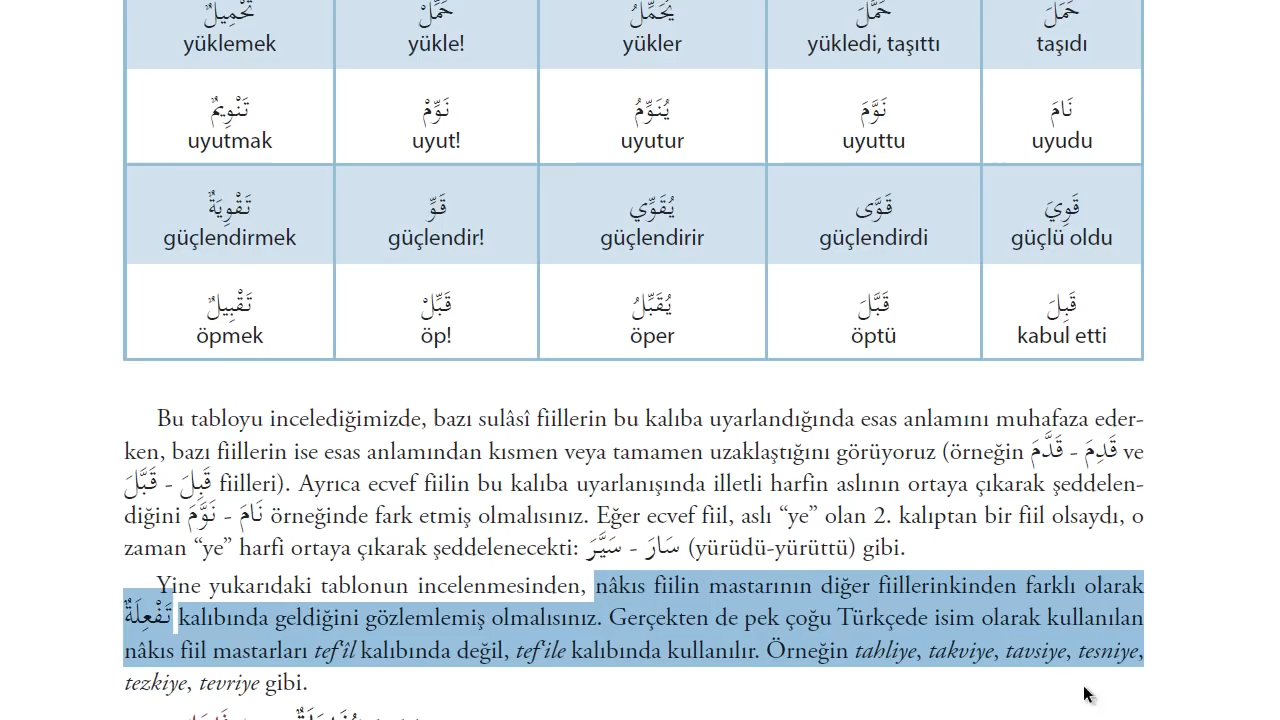 تَحْمِيلٌ حَمِّلْ يُحَمِّلُ حَمَّلَ حَمَلَ
yüklemek yükle! yükler yükledi, taşıttı taşıdı
تَنْوِيمٌ نَوِّمْ يُنَوِّمُ نَوَّمَ نَامَ
uyutmak uyut! uyutur uyuttu uyudu
تَقْوِيَةٌ قَوِّ يُقَوِّي قَوَّى قَوِيَ
güçlendirmek güçlendir! güçlendirir güçlendirdi güçlü oldu
تَقْبِيلٌ قَبِّلْ يُقَبِّلُ قَبَّلَ قَبِلَ
öpmek öp! öper öptü kabul etti
Bu tabloyu incelediğimizde, bazı sulâsî fiillerin bu kalıba uyarlandığında esas anlamını muhafaza eder-
ken, bazı fiillerin ise esas anlamından kısmen veya tamamen uzaklaştığını görüyoruz (örneğin قَدِمَ - قَدَّمَ ve
قَبِلَ - قَبَّلَ fiilleri). Ayrıca ecvef fiilin bu kalıba uyarlanışında illetli harfin aslının ortaya çıkarak şeddelen-
diğini نَامَ - نَوَّمَ örneğinde fark etmiş olmalısınız. Eğer ecvef fiil, aslı “ye” olan 2. kalıptan bir fiil olsaydı, o
zaman “ye” harfi ortaya çıkarak şeddelenecekti: سَارَ - سَيَّرَ (yürüdü-yürüttü) gibi.
Yine yukarıdaki tablonun incelenmesinden, nâkıs fiilin mastarının diğer fiillerinkinden farklı olarak
تَفْعِلَةٌ kalıbında geldiğini gözlemlemiş olmalısınız. Gerçekten de pek çoğu Türkçede isim olarak kullanılan
nâkıs fiil mastarları tef‘îl kalıbında değil, tef‘ile kalıbında kullanılır. Örneğin tahliye, takviye, tavsiye, tesniye,
tezkiye, tevriye gibi.